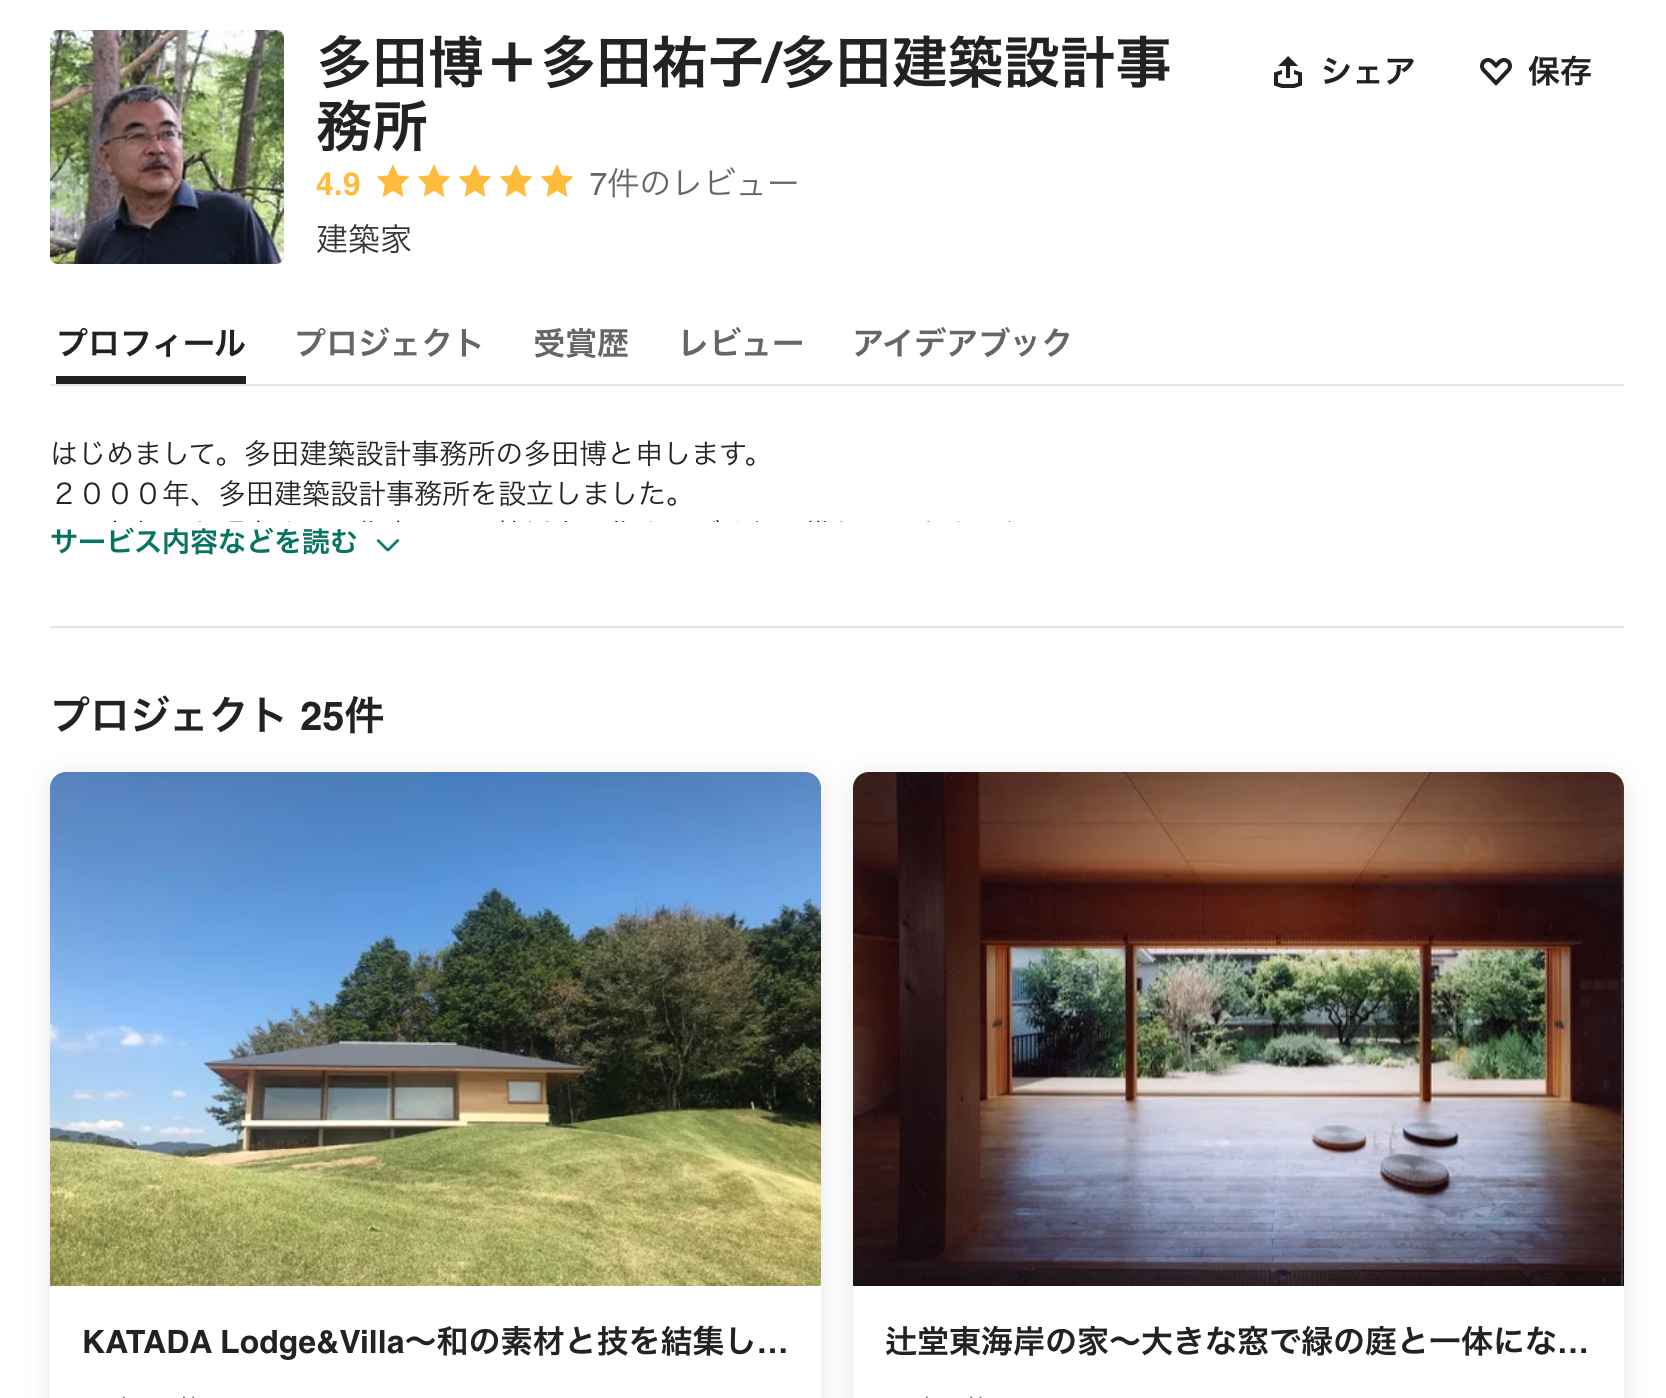 多田博＋多田祐子/多田建築設計事
務所
シェア
保存
4.9
7件のレビュー
建築家
プロフィール
プロジェクト
受賞歴
レビュー
アイデアブック
はじめまして。多田建築設計事務所の多田博と申します。
２０００年、多田建築設計事務所を設立しました。
サービス内容などを読む
プロジェクト 25件
KATADA Lodge&Villa〜和の素材と技を結集し...
辻堂東海岸の家〜大きな窓で緑の庭と一体にな...